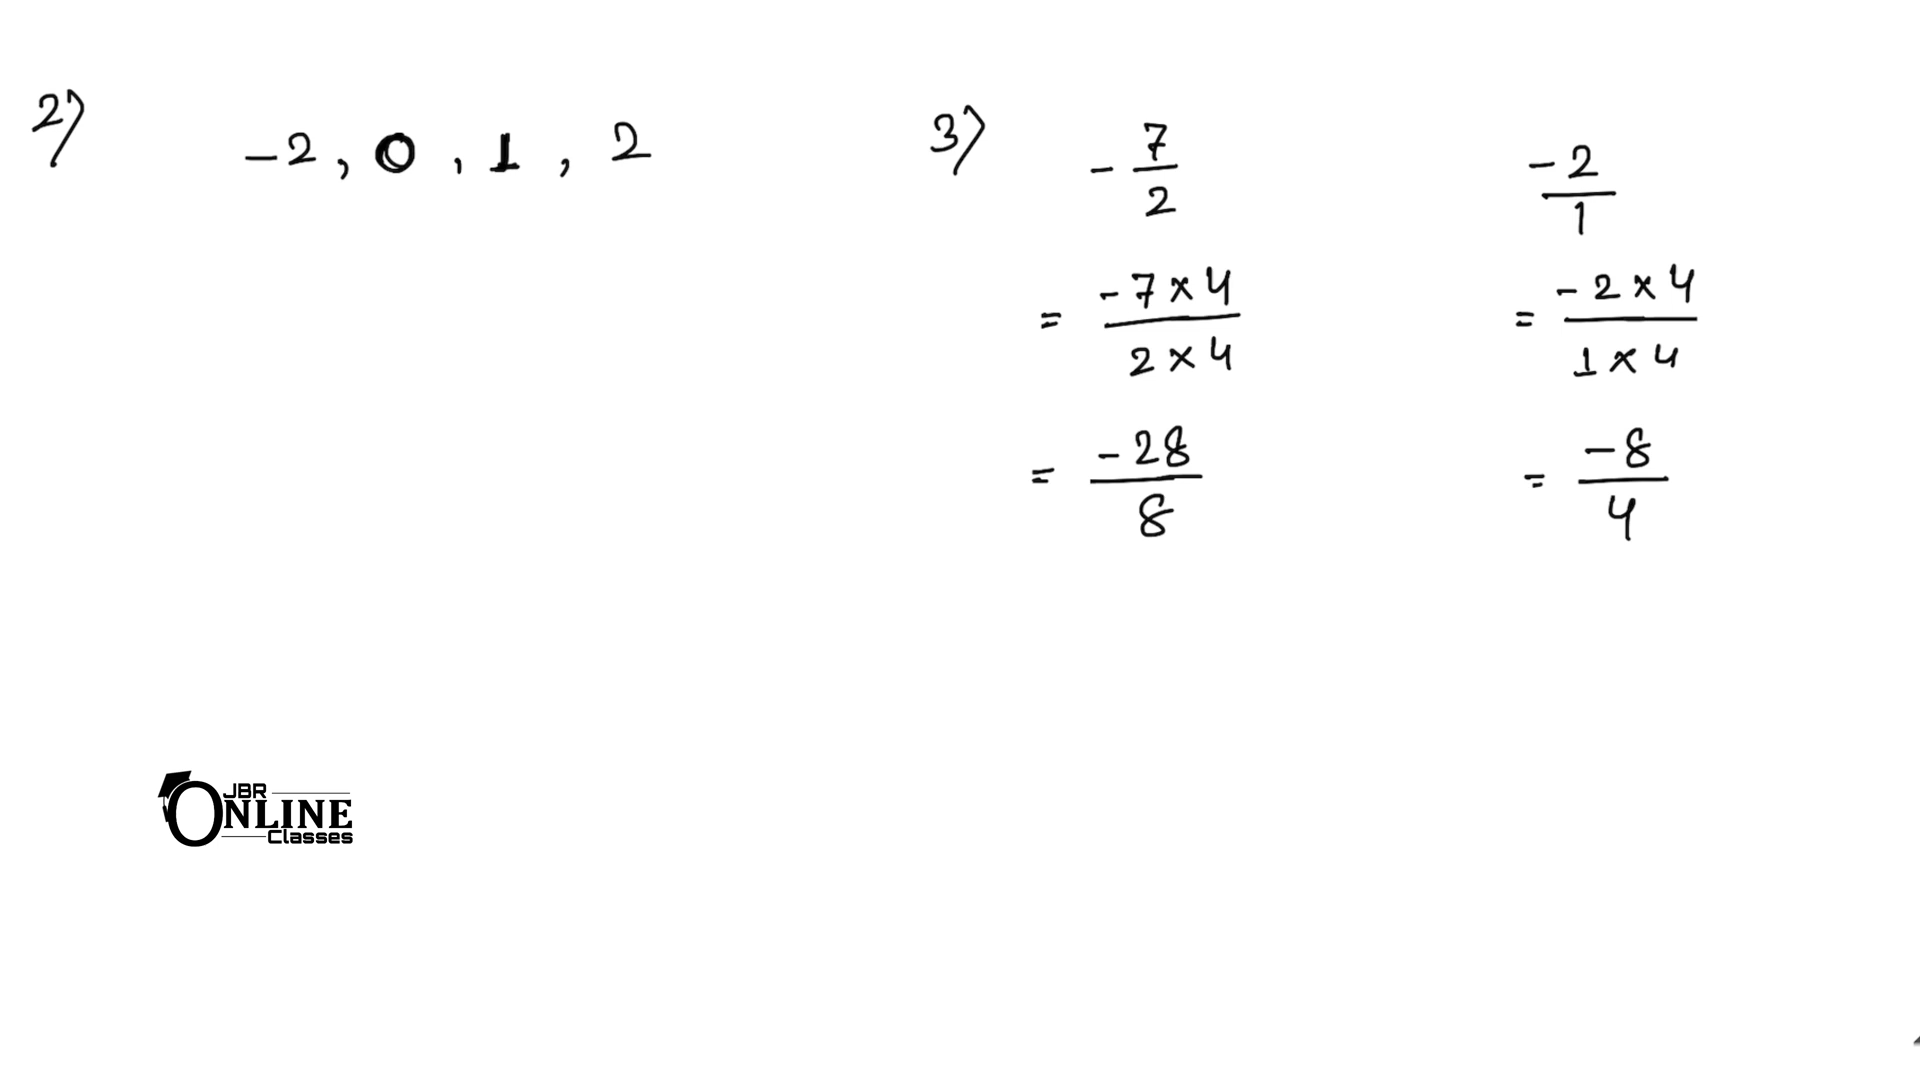 2) -2, 0, 1, 2
3) -7/2
= -7×4/2×4
= -28/8
-2/1
= -2×4/1×4
= -8/4
JBR
ONLINE
Classes